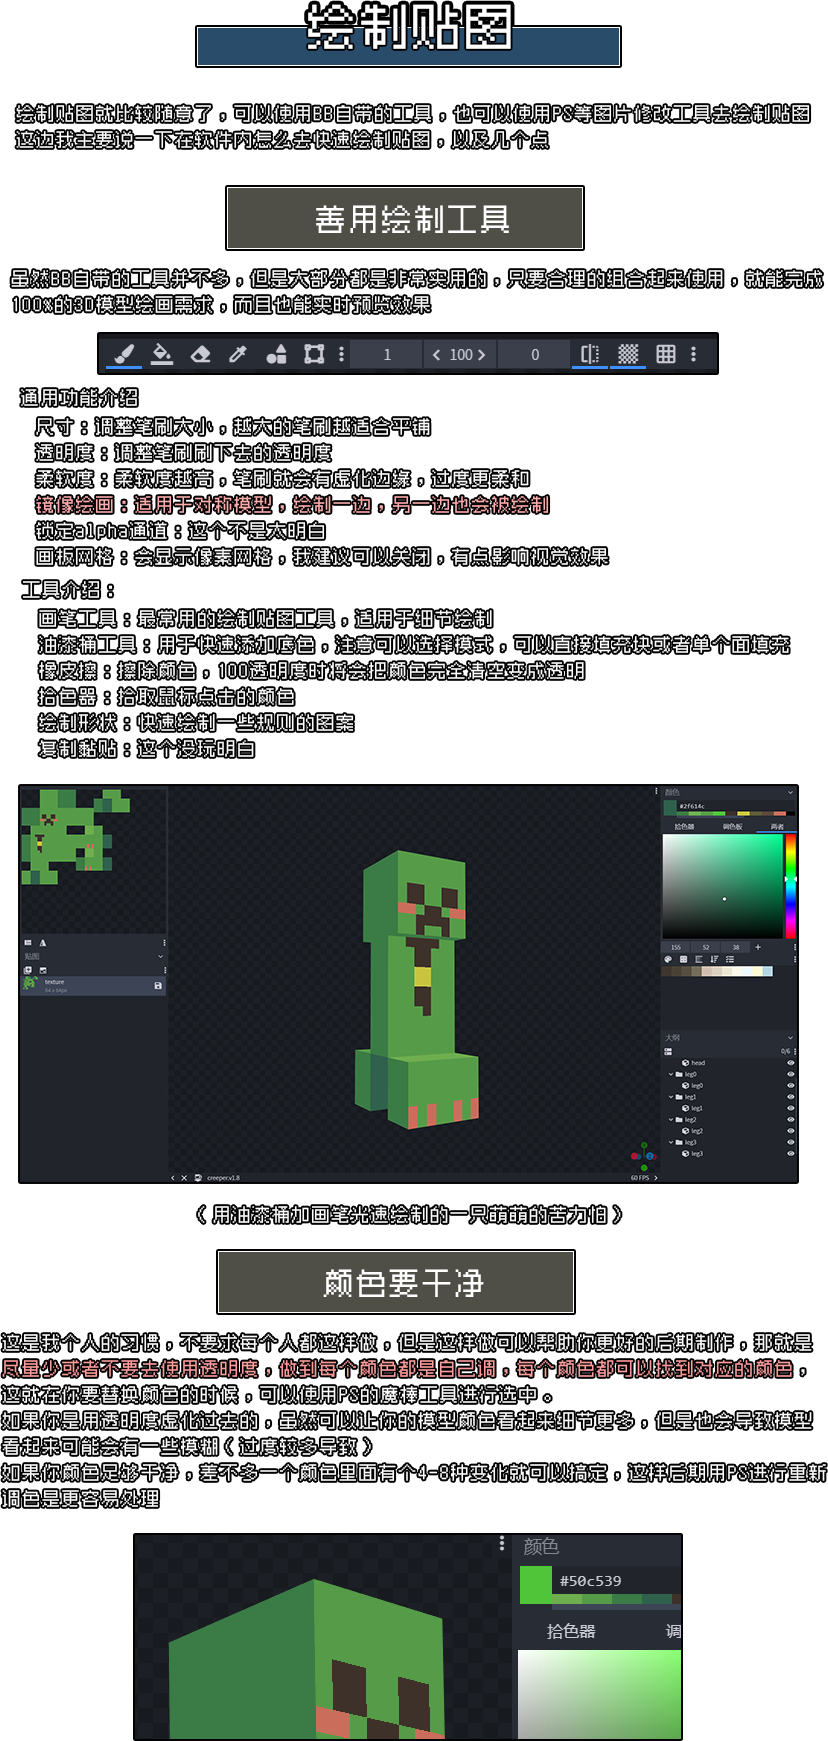 绘制贴图
绘制贴图就比较随意了，可以使用BB自带的工具，也可以使用PS等图片修改工具去绘制贴图
这边我主要说一下在软件内怎么去快速绘制贴图，以及几个点
善用绘制工具
虽然BB自带的工具并不多，但是大部分都是非常实用的，只要合理的组合起来使用，就能完成
100%的3D模型绘画需求，而且也能实时预览效果
1
100
0
通用功能介绍
尺寸：调整笔刷大小，越大的笔刷越适合平铺
透明度：调整笔刷刷下去的透明度
柔软度：柔软度越高，笔刷就会有虚化边缘，过度更柔和
镜像绘画：适用于对称模型，绘制一边，另一边也会被绘制
锁定alpha通道：这个不是太明白
画板网格：会显示像素网格，我建议可以关闭，有点影响视觉效果
工具介绍：
画笔工具：最常用的绘制贴图工具，适用于细节绘制
油漆桶工具：用于快速添加底色，注意可以选择模式，可以直接填充块或者单个面填充
橡皮擦：擦除颜色，100透明度时将会把颜色完全清空变成透明
拾色器：拾取鼠标点击的颜色
绘制形状：快速绘制一些规则的图案
复制黏贴：这个没玩明白
颜色
#2f614c
拾色器 调色板 两者
155 52 38
贴图
texture
64 x 64px
大纲
0/6
head
leg0
leg0
leg1
leg1
leg2
leg2
leg3
leg3
creeper.v1.8
60 FPS
（用油漆桶加画笔光速绘制的一只萌萌的苦力怕）
颜色要干净
这是我个人的习惯，不要求每个人都这样做，但是这样做可以帮助你更好的后期制作，那就是
尽量少或者不要去使用透明度，做到每个颜色都是自己调，每个颜色都可以找到对应的颜色，
这就在你要替换颜色的时候，可以使用PS的魔棒工具进行选中。
如果你是用透明度虚化过去的，虽然可以让你的模型颜色看起来细节更多，但是也会导致模型
看起来可能会有一些模糊（过度较多导致）
如果你颜色足够干净，差不多一个颜色里面有个4-8种变化就可以搞定，这样后期用PS进行重新
调色是更容易处理
颜色
#50c539
拾色器 调